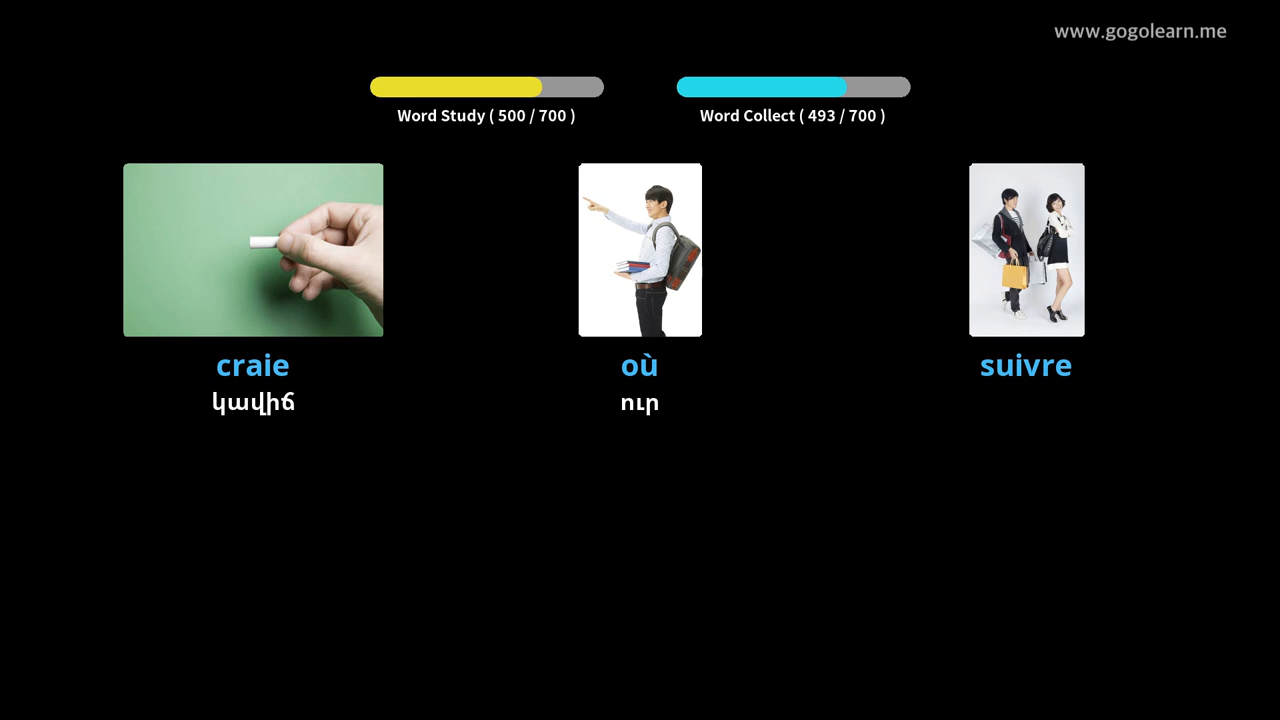 www.gogolearn.me
Word Study ( 500 / 700 )
Word Collect ( 493 / 700 )
craie
où
suivre
կավիճ
ուր